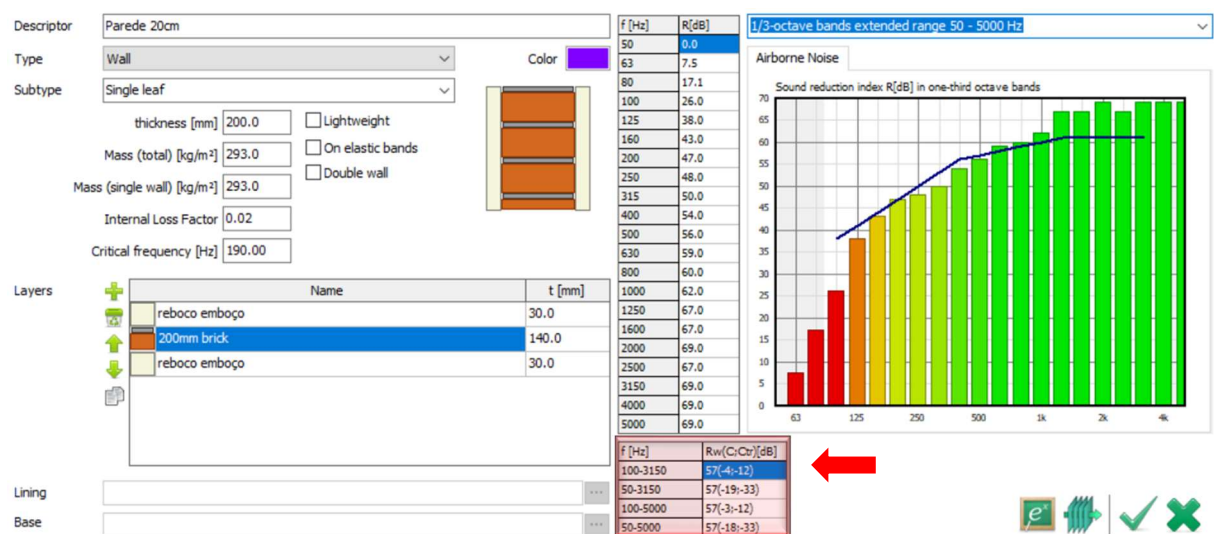 Descriptor Parede 20cm
Type Wall Color
Subtype Single leaf
thickness [mm] 200.0 Lightweight
Mass (total) [kg/m²] 293.0 On elastic bands
Mass (single wall) [kg/m²] 293.0 Double wall
Internal Loss Factor 0.02
Critical frequency [Hz] 190.00
Layers Name t [mm]
reboco emboço 30.0
200mm brick 140.0
reboco emboço 30.0
Lining ...
Base ...
f [Hz] R[dB]
50 0.0
63 7.5
80 17.1
100 26.0
125 38.0
160 43.0
200 47.0
250 48.0
315 50.0
400 54.0
500 56.0
630 59.0
800 60.0
1000 62.0
1250 67.0
1600 67.0
2000 69.0
2500 67.0
3150 69.0
4000 69.0
5000 69.0
f [Hz] Rw(C;Ctr)[dB]
100-3150 57(-4;-12)
50-3150 57(-19;-33)
100-5000 57(-3;-12)
50-5000 57(-18;-33)
1/3-octave bands extended range 50 - 5000 Hz
Airborne Noise
Sound reduction index R[dB] in one-third octave bands
70
65
60
55
50
45
40
35
30
25
20
15
10
5
0
63 125 250 500 1k 2k 4k